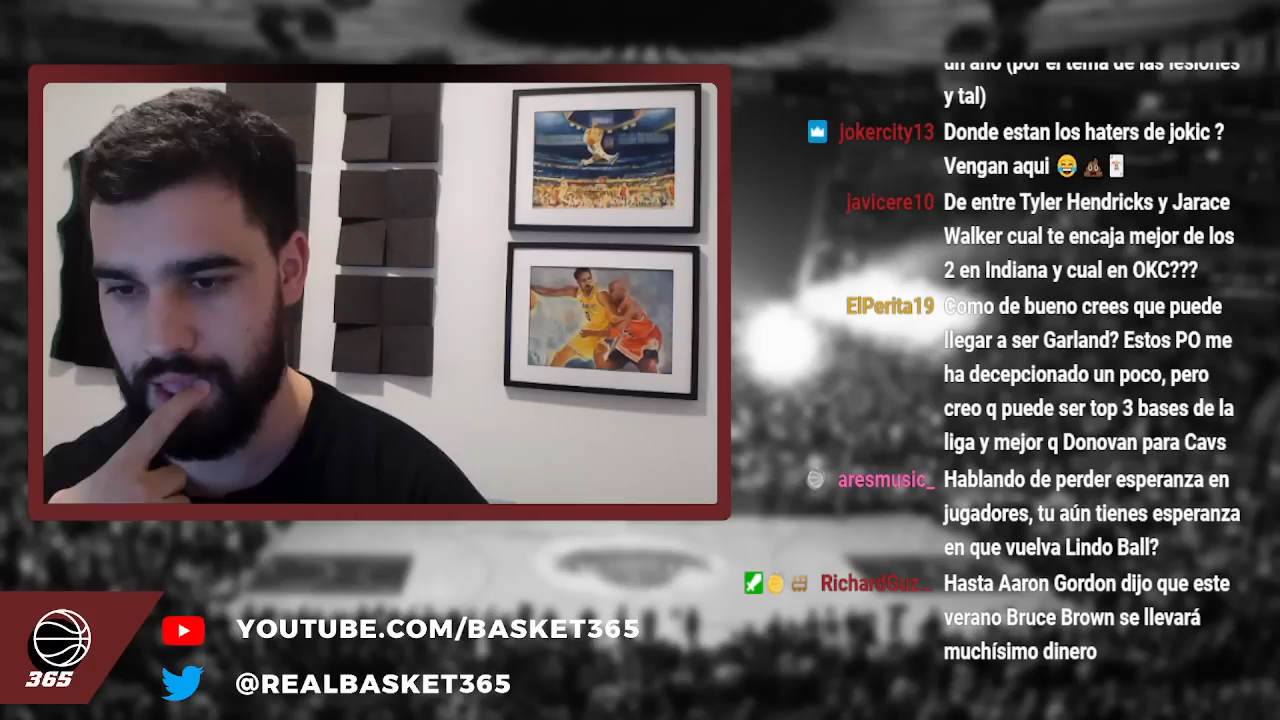 un año (por el tema de las lesiones
y tal)
jokercity13 Donde estan los haters de jokic ?
Vengan aqui 😂 💩 🃏
javicere10 De entre Tyler Hendricks y Jarace
Walker cual te encaja mejor de los
2 en Indiana y cual en OKC???
ElPerita19 Como de bueno crees que puede
llegar a ser Garland? Estos PO me
ha decepcionado un poco, pero
creo q puede ser top 3 bases de la
liga y mejor q Donovan para Cavs
aresmusic_ Hablando de perder esperanza en
jugadores, tu aún tienes esperanza
en que vuelva Lindo Ball?
RichardGuz... Hasta Aaron Gordon dijo que este
verano Bruce Brown se llevará
muchísimo dinero
365
YOUTUBE.COM/BASKET365
@REALBASKET365